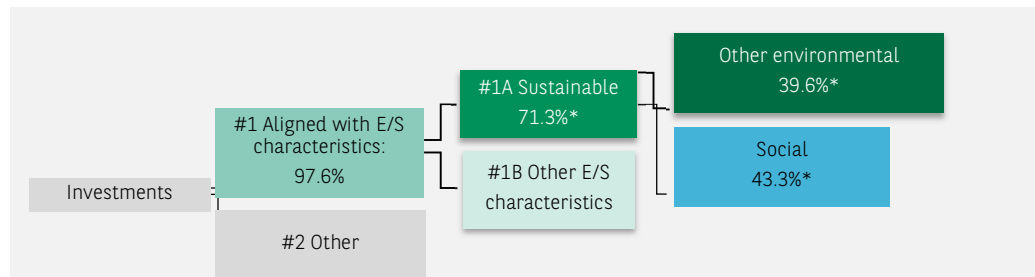 Investments
#1 Aligned with E/S
characteristics:
97.6%
#2 Other
#1A Sustainable
71.3%*
#1B Other E/S
characteristics
Other environmental
39.6%*
Social
43.3%*